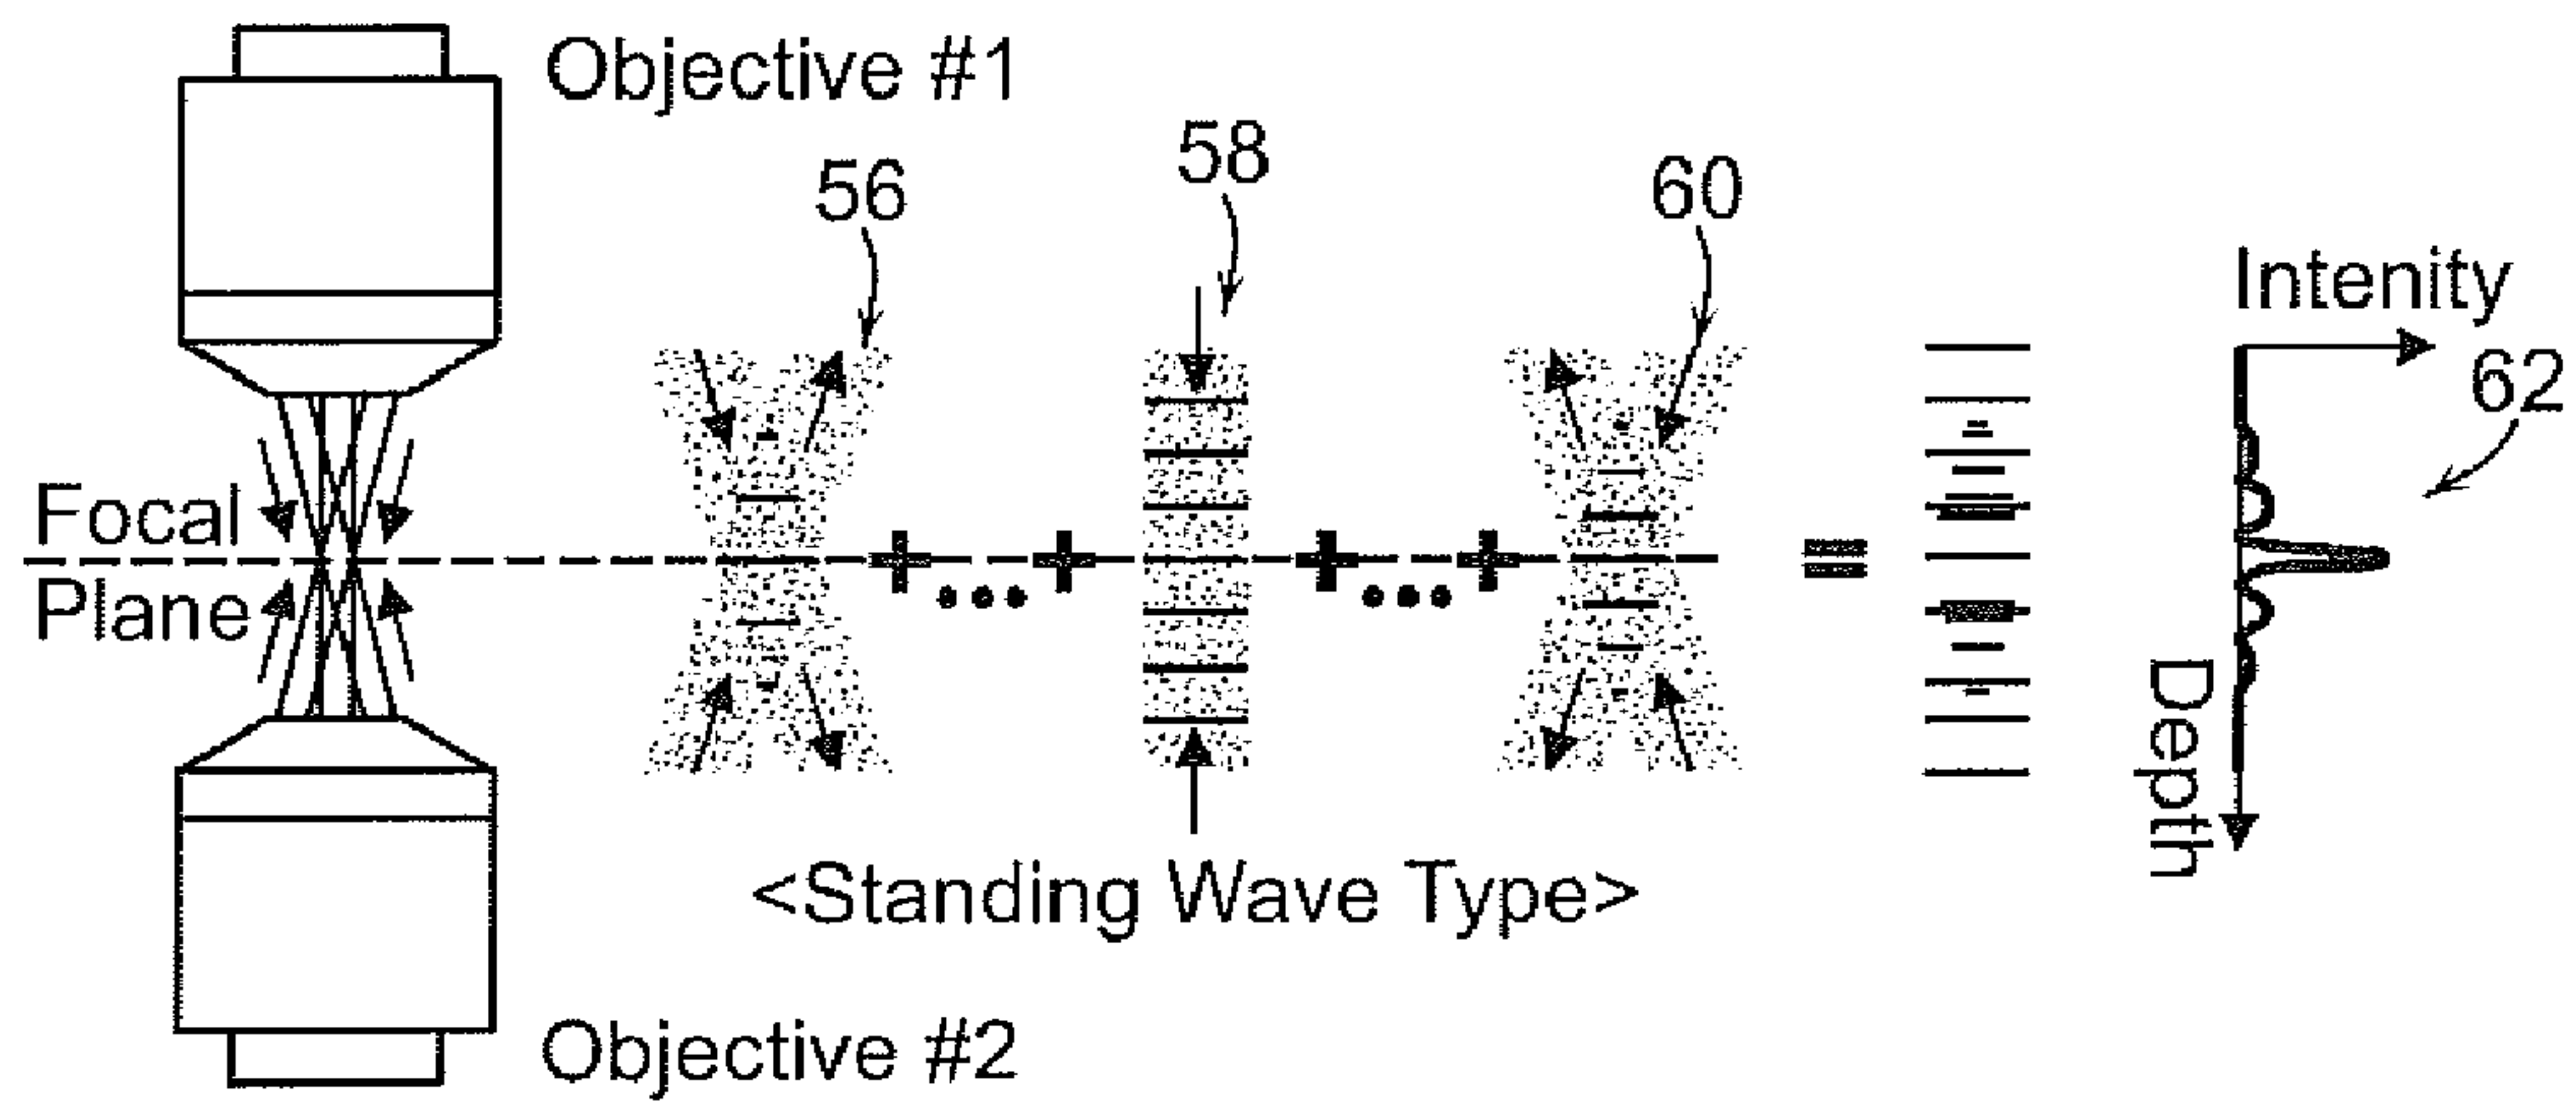 Objective #1
56
58
60
Intenity
62
Focal
Plane
+
...
+
+
...
+
=
Depth
<Standing Wave Type>
Objective #2